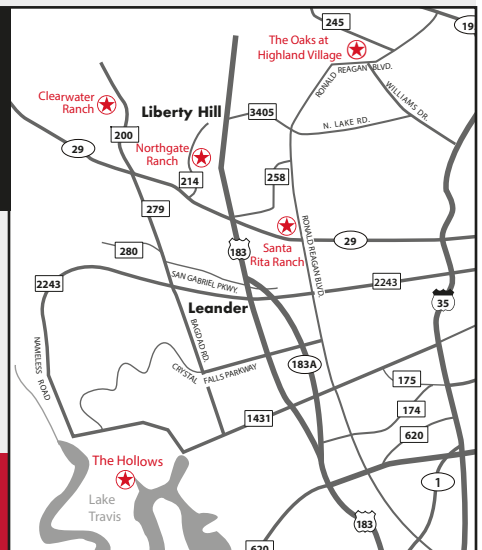 245
19
The Oaks at
Highland Village
RONALD REAGAN BLVD.
WILLIAMS DR.
Clearwater
Ranch
Liberty Hill
3405
N. LAKE RD.
200
29
Northgate
Ranch
214
258
279
RONALD REAGAN BLVD.
183
29
Santa
Rita Ranch
280
SAN GABRIEL PKWY.
2243
2243
35
Leander
BAGDAD RD.
NAMELESS ROAD
CRYSTAL FALLS PARKWAY
183A
175
174
1431
620
The Hollows
Lake
Travis
1
183
620